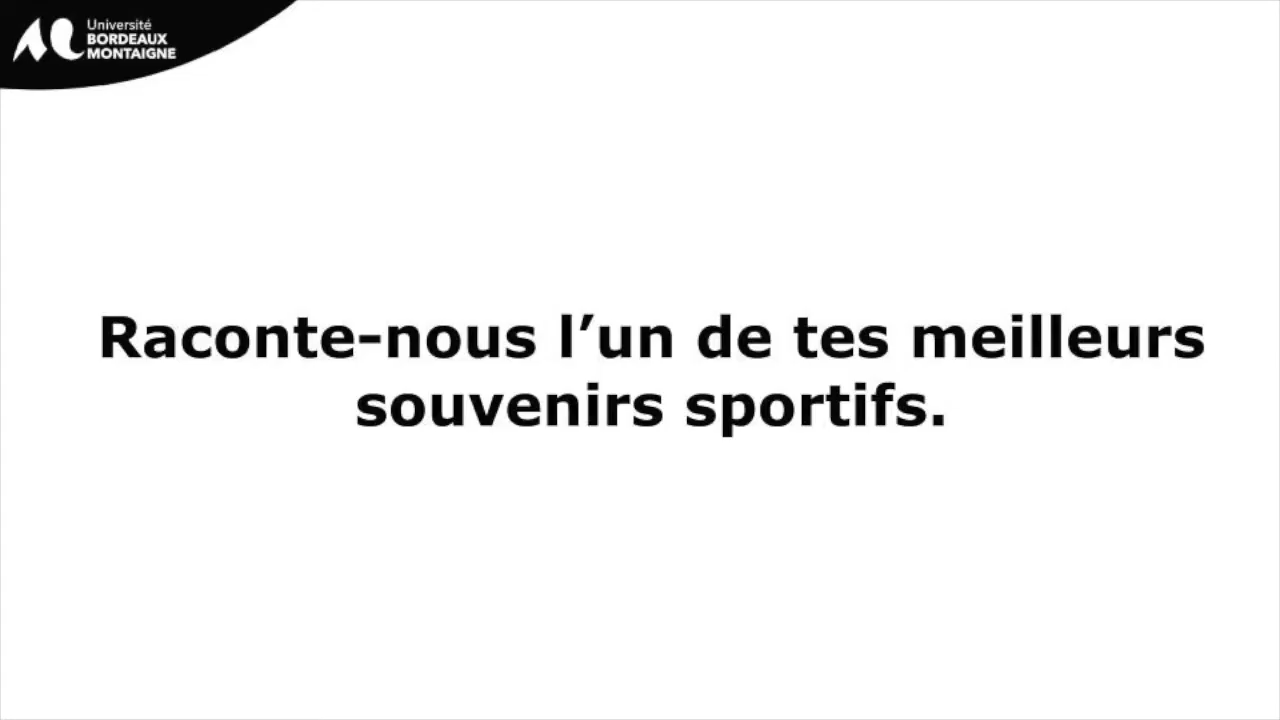 Université
BORDEAUX
MONTAIGNE
Raconte-nous l’un de tes meilleurs
souvenirs sportifs.